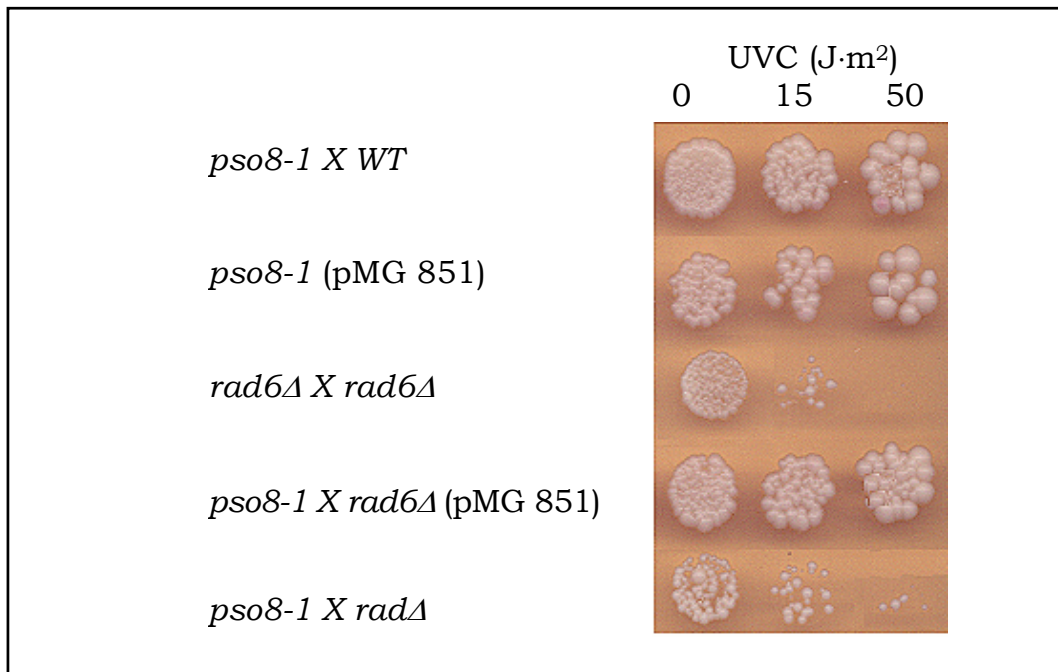 UVC (J·m²)
0 15 50
pso8-1 X WT
pso8-1 (pMG 851)
rad6Δ X rad6Δ
pso8-1 X rad6Δ (pMG 851)
pso8-1 X radΔ